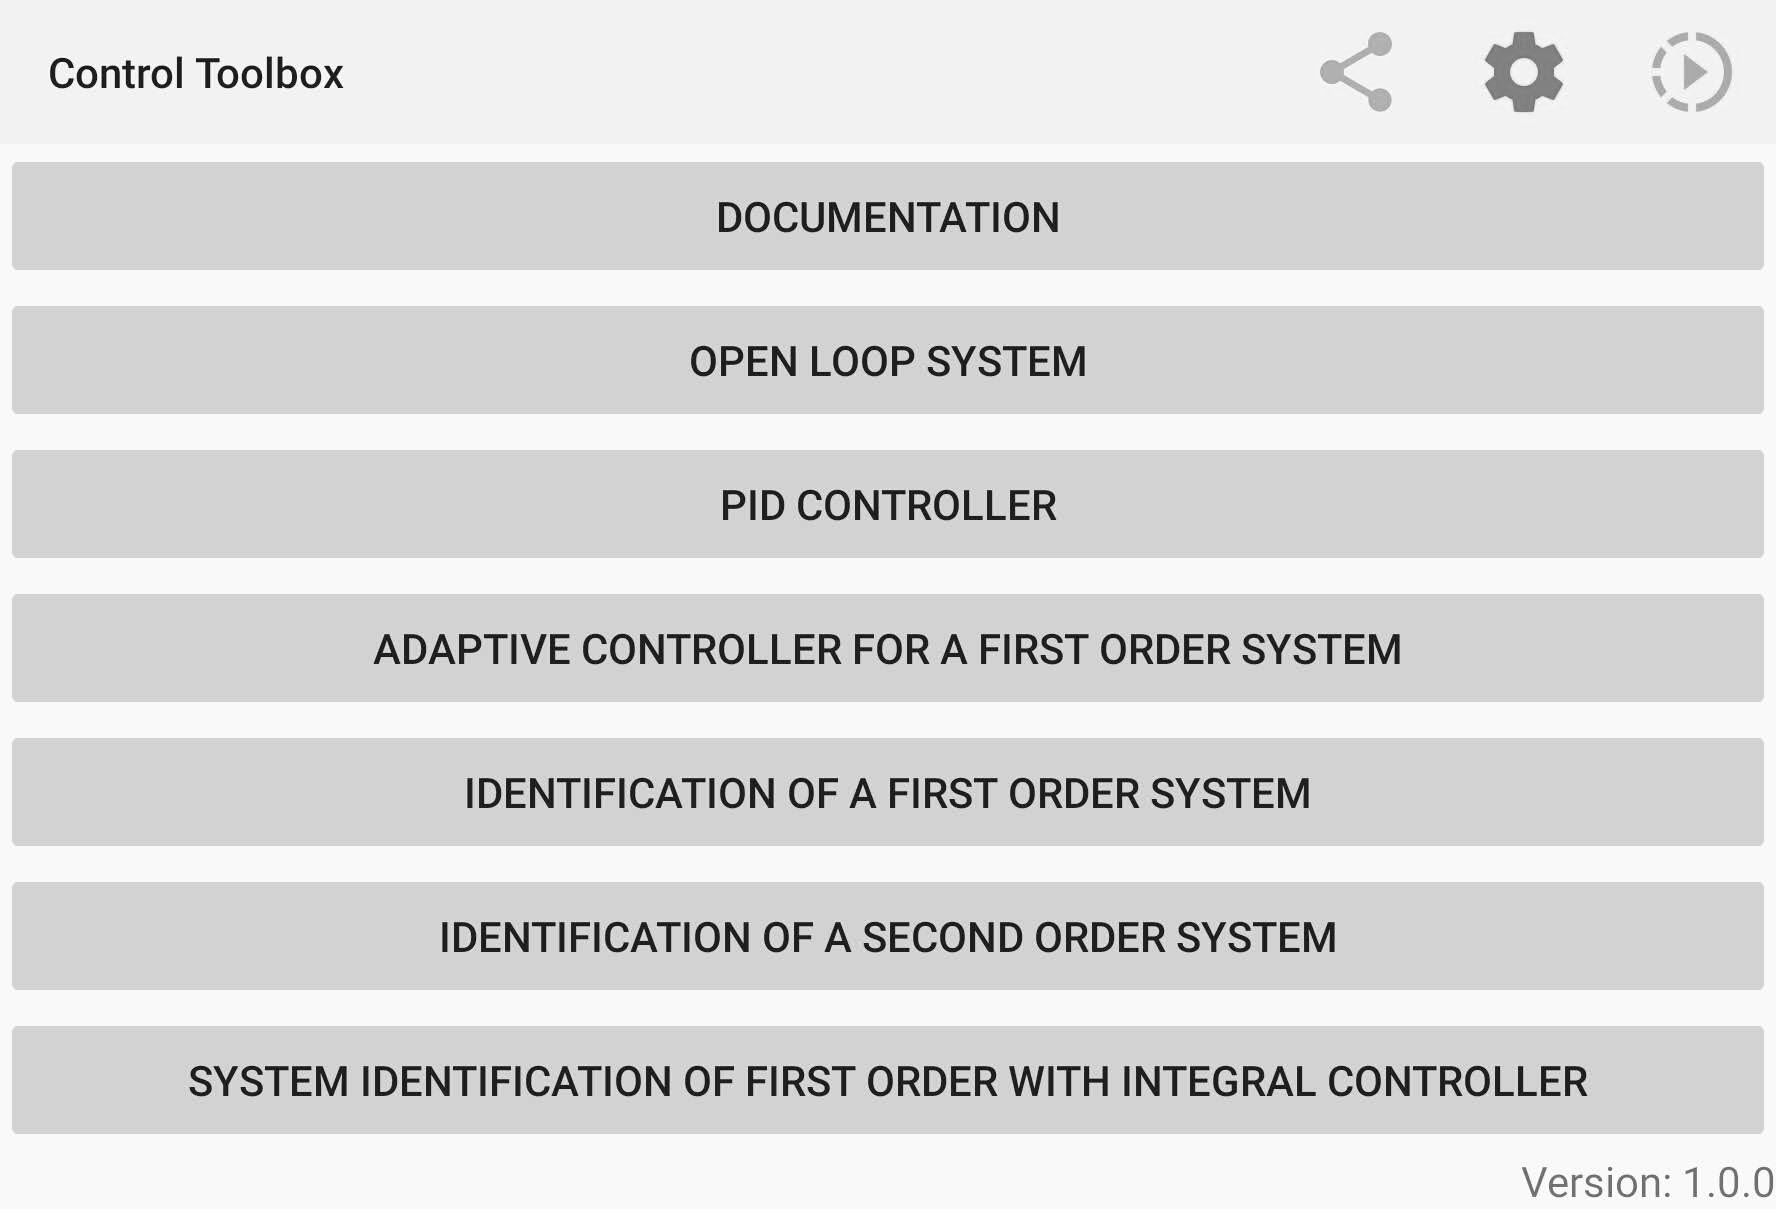 Control Toolbox
DOCUMENTATION
OPEN LOOP SYSTEM
PID CONTROLLER
ADAPTIVE CONTROLLER FOR A FIRST ORDER SYSTEM
IDENTIFICATION OF A FIRST ORDER SYSTEM
IDENTIFICATION OF A SECOND ORDER SYSTEM
SYSTEM IDENTIFICATION OF FIRST ORDER WITH INTEGRAL CONTROLLER
Version: 1.0.0